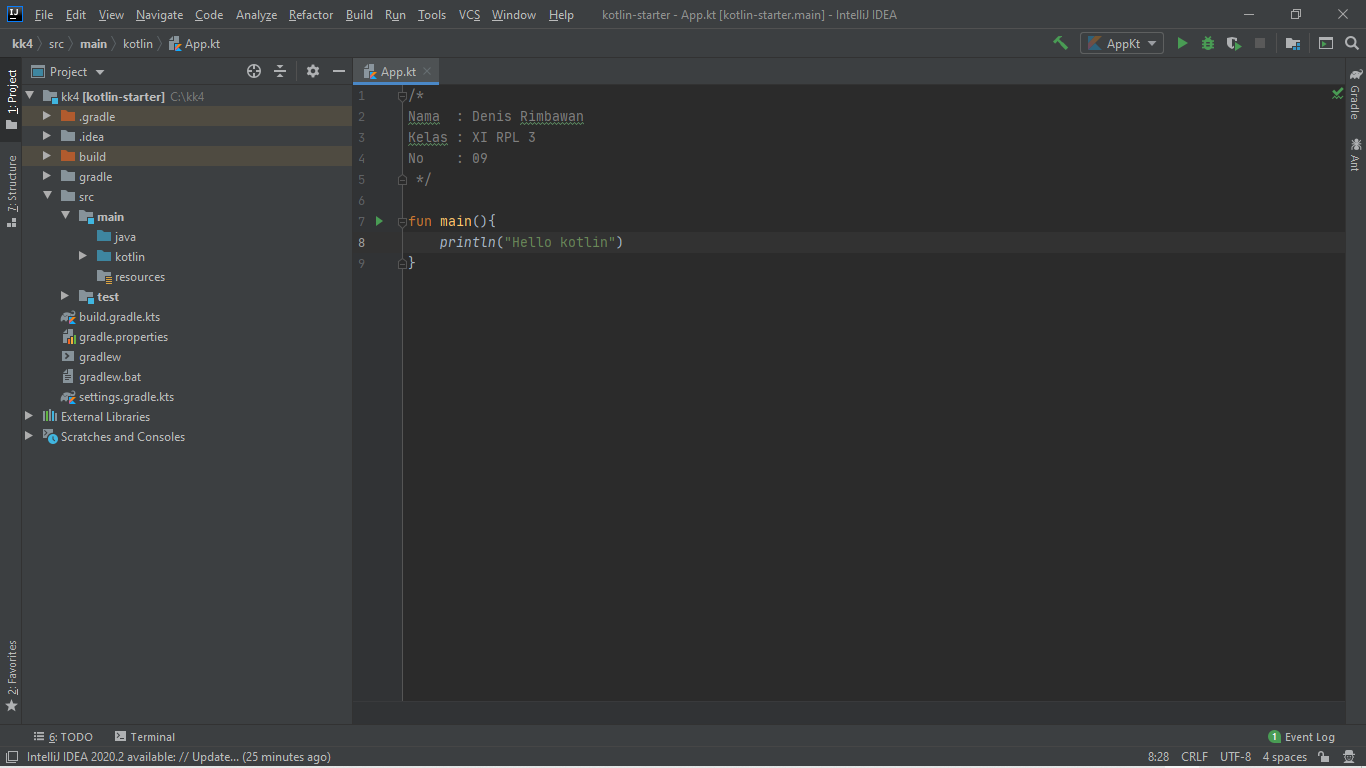 File Edit View Navigate Code Analyze Refactor Build Run Tools VCS Window Help kotlin-starter - App.kt [kotlin-starter.main] - IntelliJ IDEA
kk4 src main kotlin App.kt AppKt
1: Project
7: Structure
2: Favorites
Project
kk4 [kotlin-starter] C:\kk4
.gradle
.idea
build
gradle
src
main
java
kotlin
resources
test
build.gradle.kts
gradle.properties
gradlew
gradlew.bat
settings.gradle.kts
External Libraries
Scratches and Consoles
App.kt
1 /*
2 Nama : Denis Rimbawan
3 Kelas : XI RPL 3
4 No : 09
5 */
6
7 fun main(){
8 println("Hello kotlin")
9 }
Gradle
Ant
6: TODO Terminal 1 Event Log
IntelliJ IDEA 2020.2 available: // Update... (25 minutes ago) 8:28 CRLF UTF-8 4 spaces